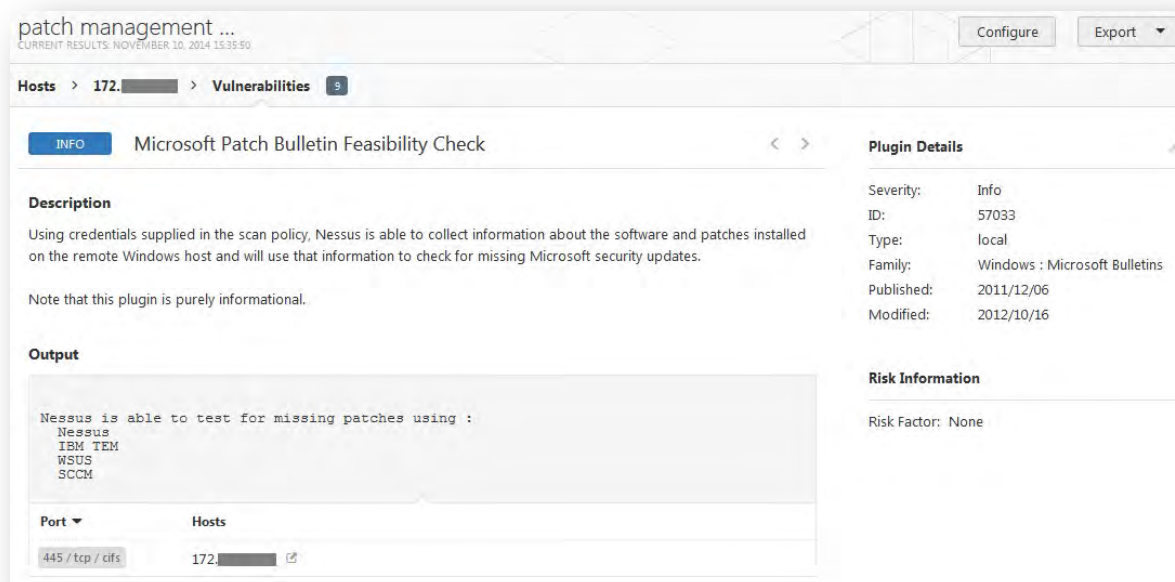 patch management ...
CURRENT RESULTS: NOVEMBER 10, 2014 15:35:50
Configure
Export
Hosts > 172. > Vulnerabilities 9
INFO
Microsoft Patch Bulletin Feasibility Check
< >
Description
Using credentials supplied in the scan policy, Nessus is able to collect information about the software and patches installed
on the remote Windows host and will use that information to check for missing Microsoft security updates.
Note that this plugin is purely informational.
Output
Nessus is able to test for missing patches using :
Nessus
IBM TEM
WSUS
SCCM
Port Hosts
445 / tcp / cifs 172.
Plugin Details
Severity: Info
ID: 57033
Type: local
Family: Windows : Microsoft Bulletins
Published: 2011/12/06
Modified: 2012/10/16
Risk Information
Risk Factor: None